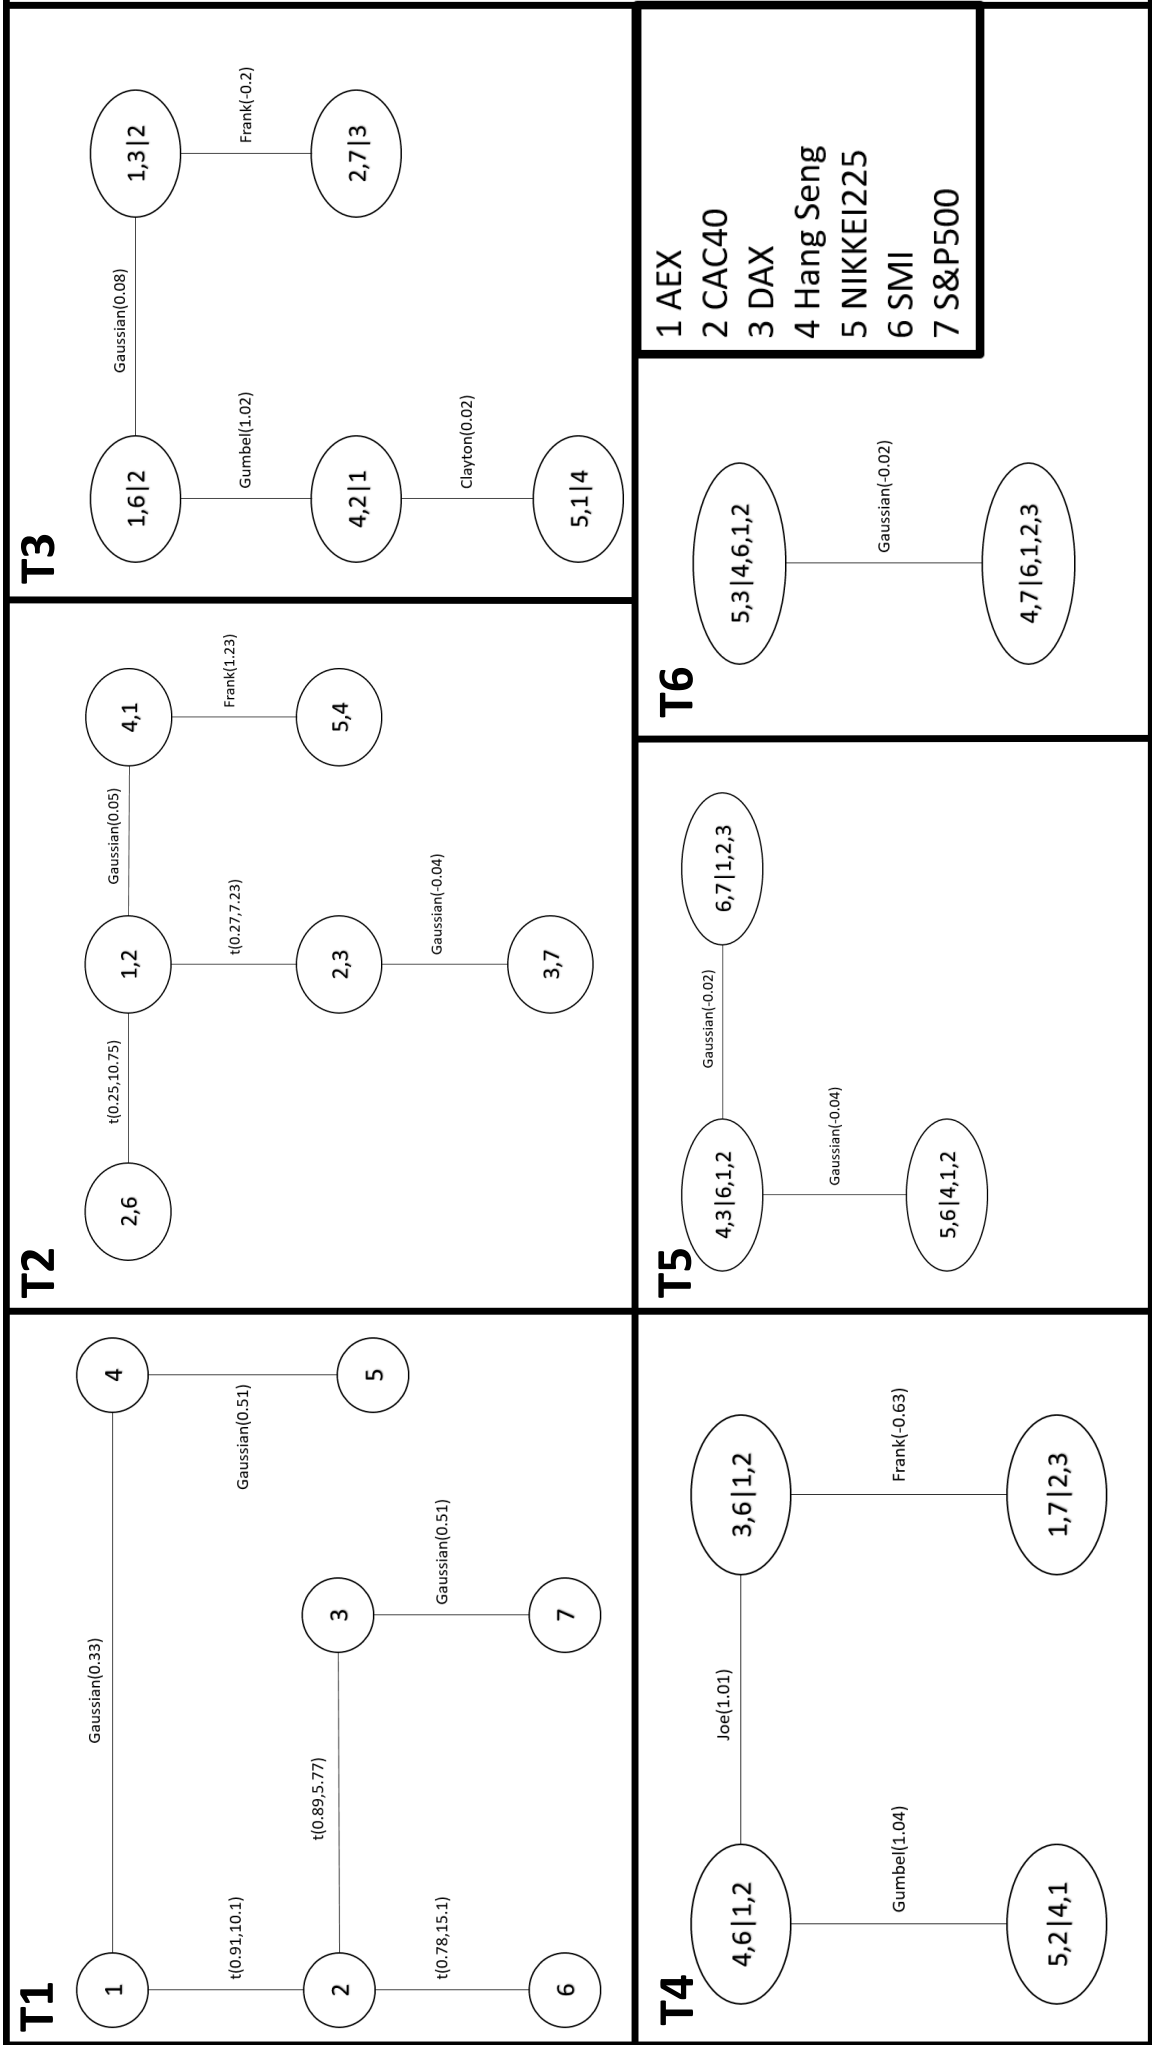 T1
1
4
2
3
5
6
7
Gaussian(0.33)
t(0.91,10.1)
Gaussian(0.51)
t(0.89,5.77)
t(0.78,15.1)
Gaussian(0.51)
T2
2,6
1,2
4,1
2,3
5,4
3,7
t(0.25,10.75)
Gaussian(0.05)
t(0.27,7.23)
Frank(1.23)
Gaussian(-0.04)
T3
1,6|2
1,3|2
4,2|1
2,7|3
5,1|4
Gaussian(0.08)
Gumbel(1.02)
Frank(-0.2)
Clayton(0.02)
T4
4,6|1,2
3,6|1,2
5,2|4,1
1,7|2,3
Joe(1.01)
Gumbel(1.04)
Frank(-0.63)
T5
4,3|6,1,2
6,7|1,2,3
5,6|4,1,2
Gaussian(-0.02)
Gaussian(-0.04)
T6
5,3|4,6,1,2
4,7|6,1,2,3
Gaussian(-0.02)
1 AEX
2 CAC40
3 DAX
4 Hang Seng
5 NIKKEI225
6 SMI
7 S&P500